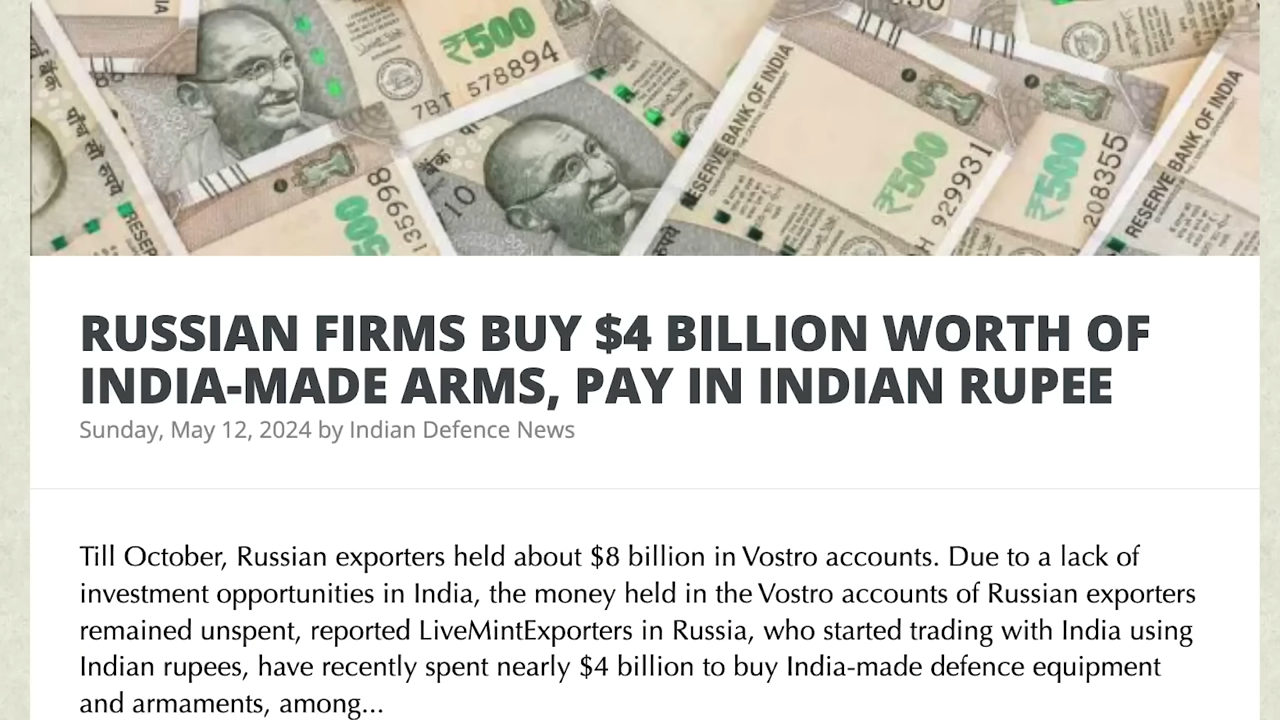 ₹500
7BT 578894
पाँच सौ रुपये
RESERVE BANK OF INDIA
₹500
929931
₹500
208355
RESERVE BANK OF INDIA
500
135998
RUSSIAN FIRMS BUY $4 BILLION WORTH OF
INDIA-MADE ARMS, PAY IN INDIAN RUPEE
Sunday, May 12, 2024 by Indian Defence News
Till October, Russian exporters held about $8 billion in Vostro accounts. Due to a lack of
investment opportunities in India, the money held in the Vostro accounts of Russian exporters
remained unspent, reported LiveMintExporters in Russia, who started trading with India using
Indian rupees, have recently spent nearly $4 billion to buy India-made defence equipment
and armaments, among...